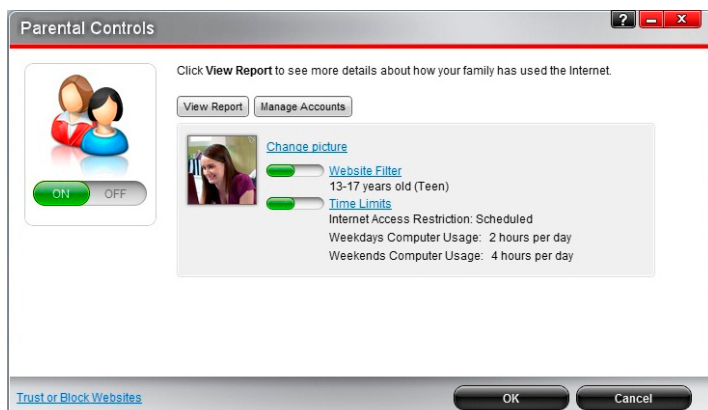 Parental Controls
?
X
Click View Report to see more details about how your family has used the Internet.
View Report Manage Accounts
Change picture
Website Filter
13-17 years old (Teen)
Time Limits
Internet Access Restriction: Scheduled
Weekdays Computer Usage: 2 hours per day
Weekends Computer Usage: 4 hours per day
ON OFF
Trust or Block Websites
OK Cancel